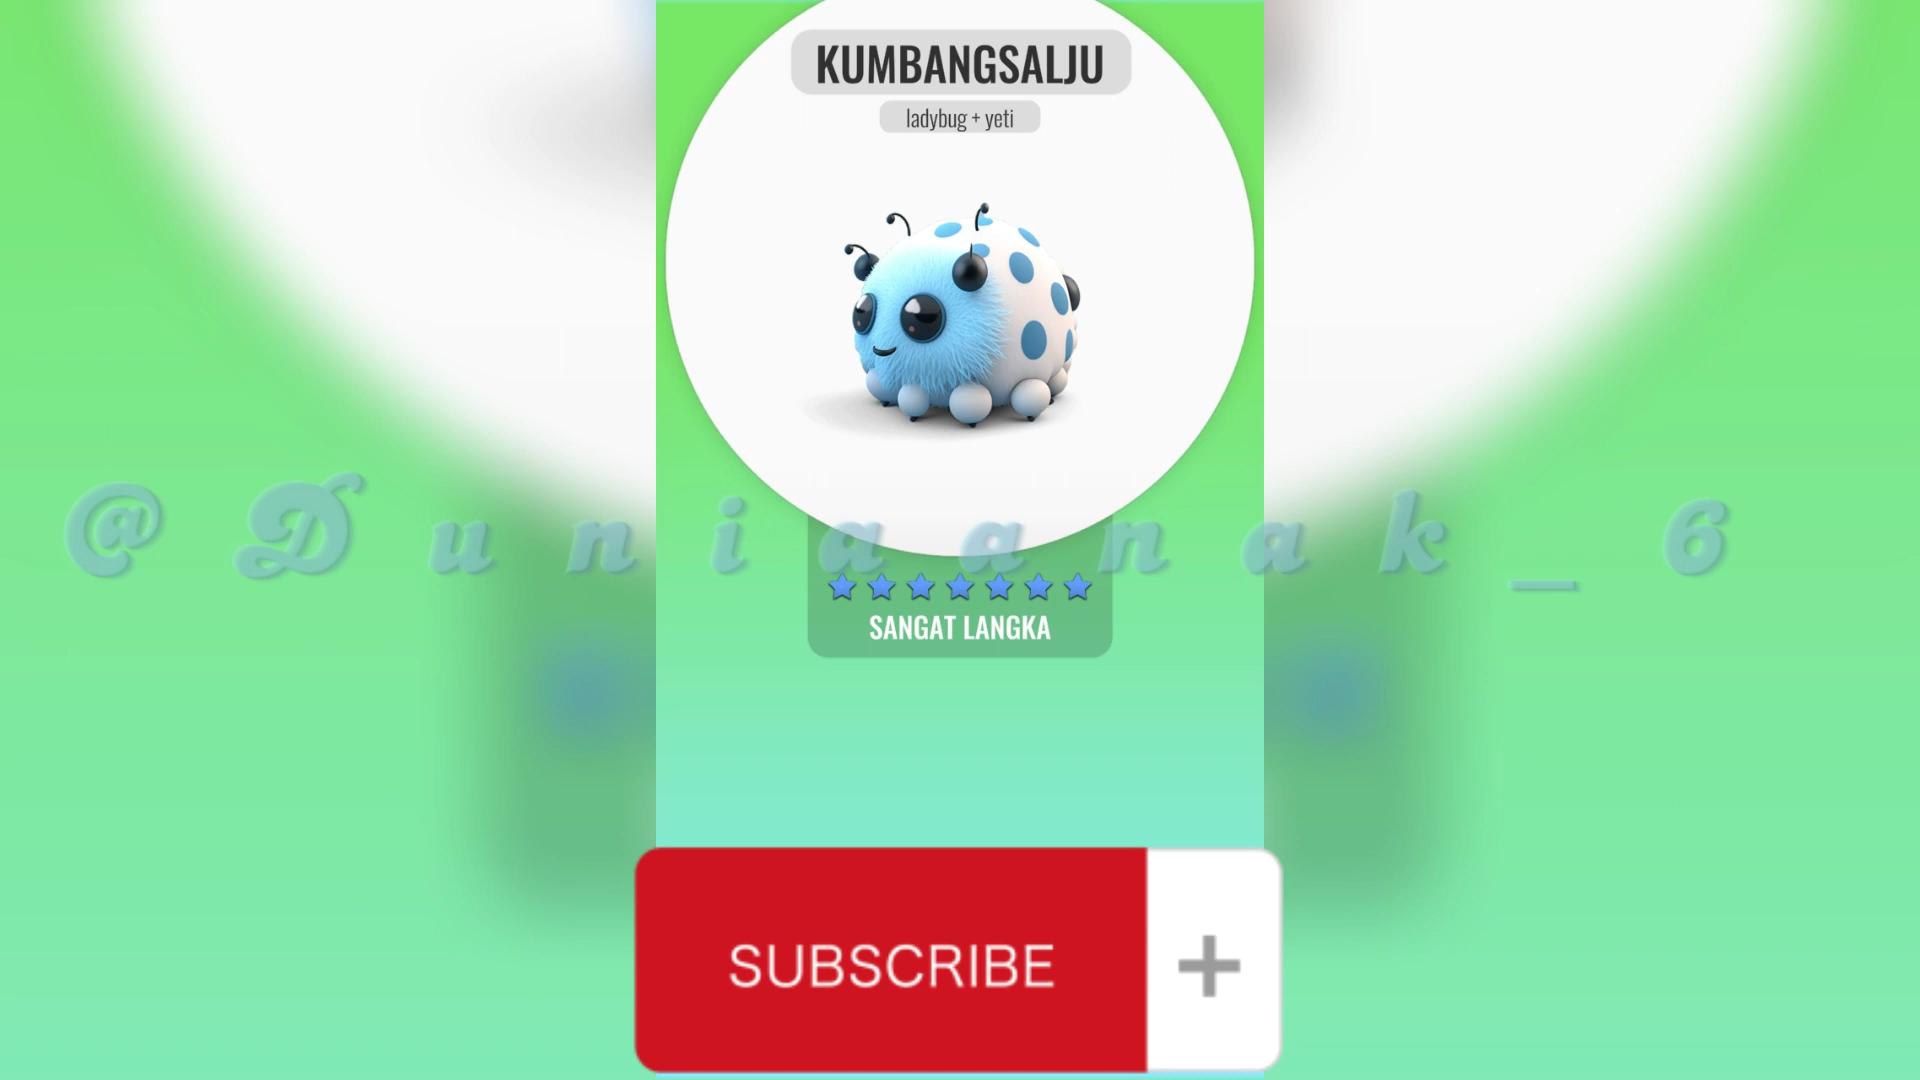 KUMBANGSALJU
ladybug + yeti
@Duniaanak_6
SANGAT LANGKA
SUBSCRIBE +